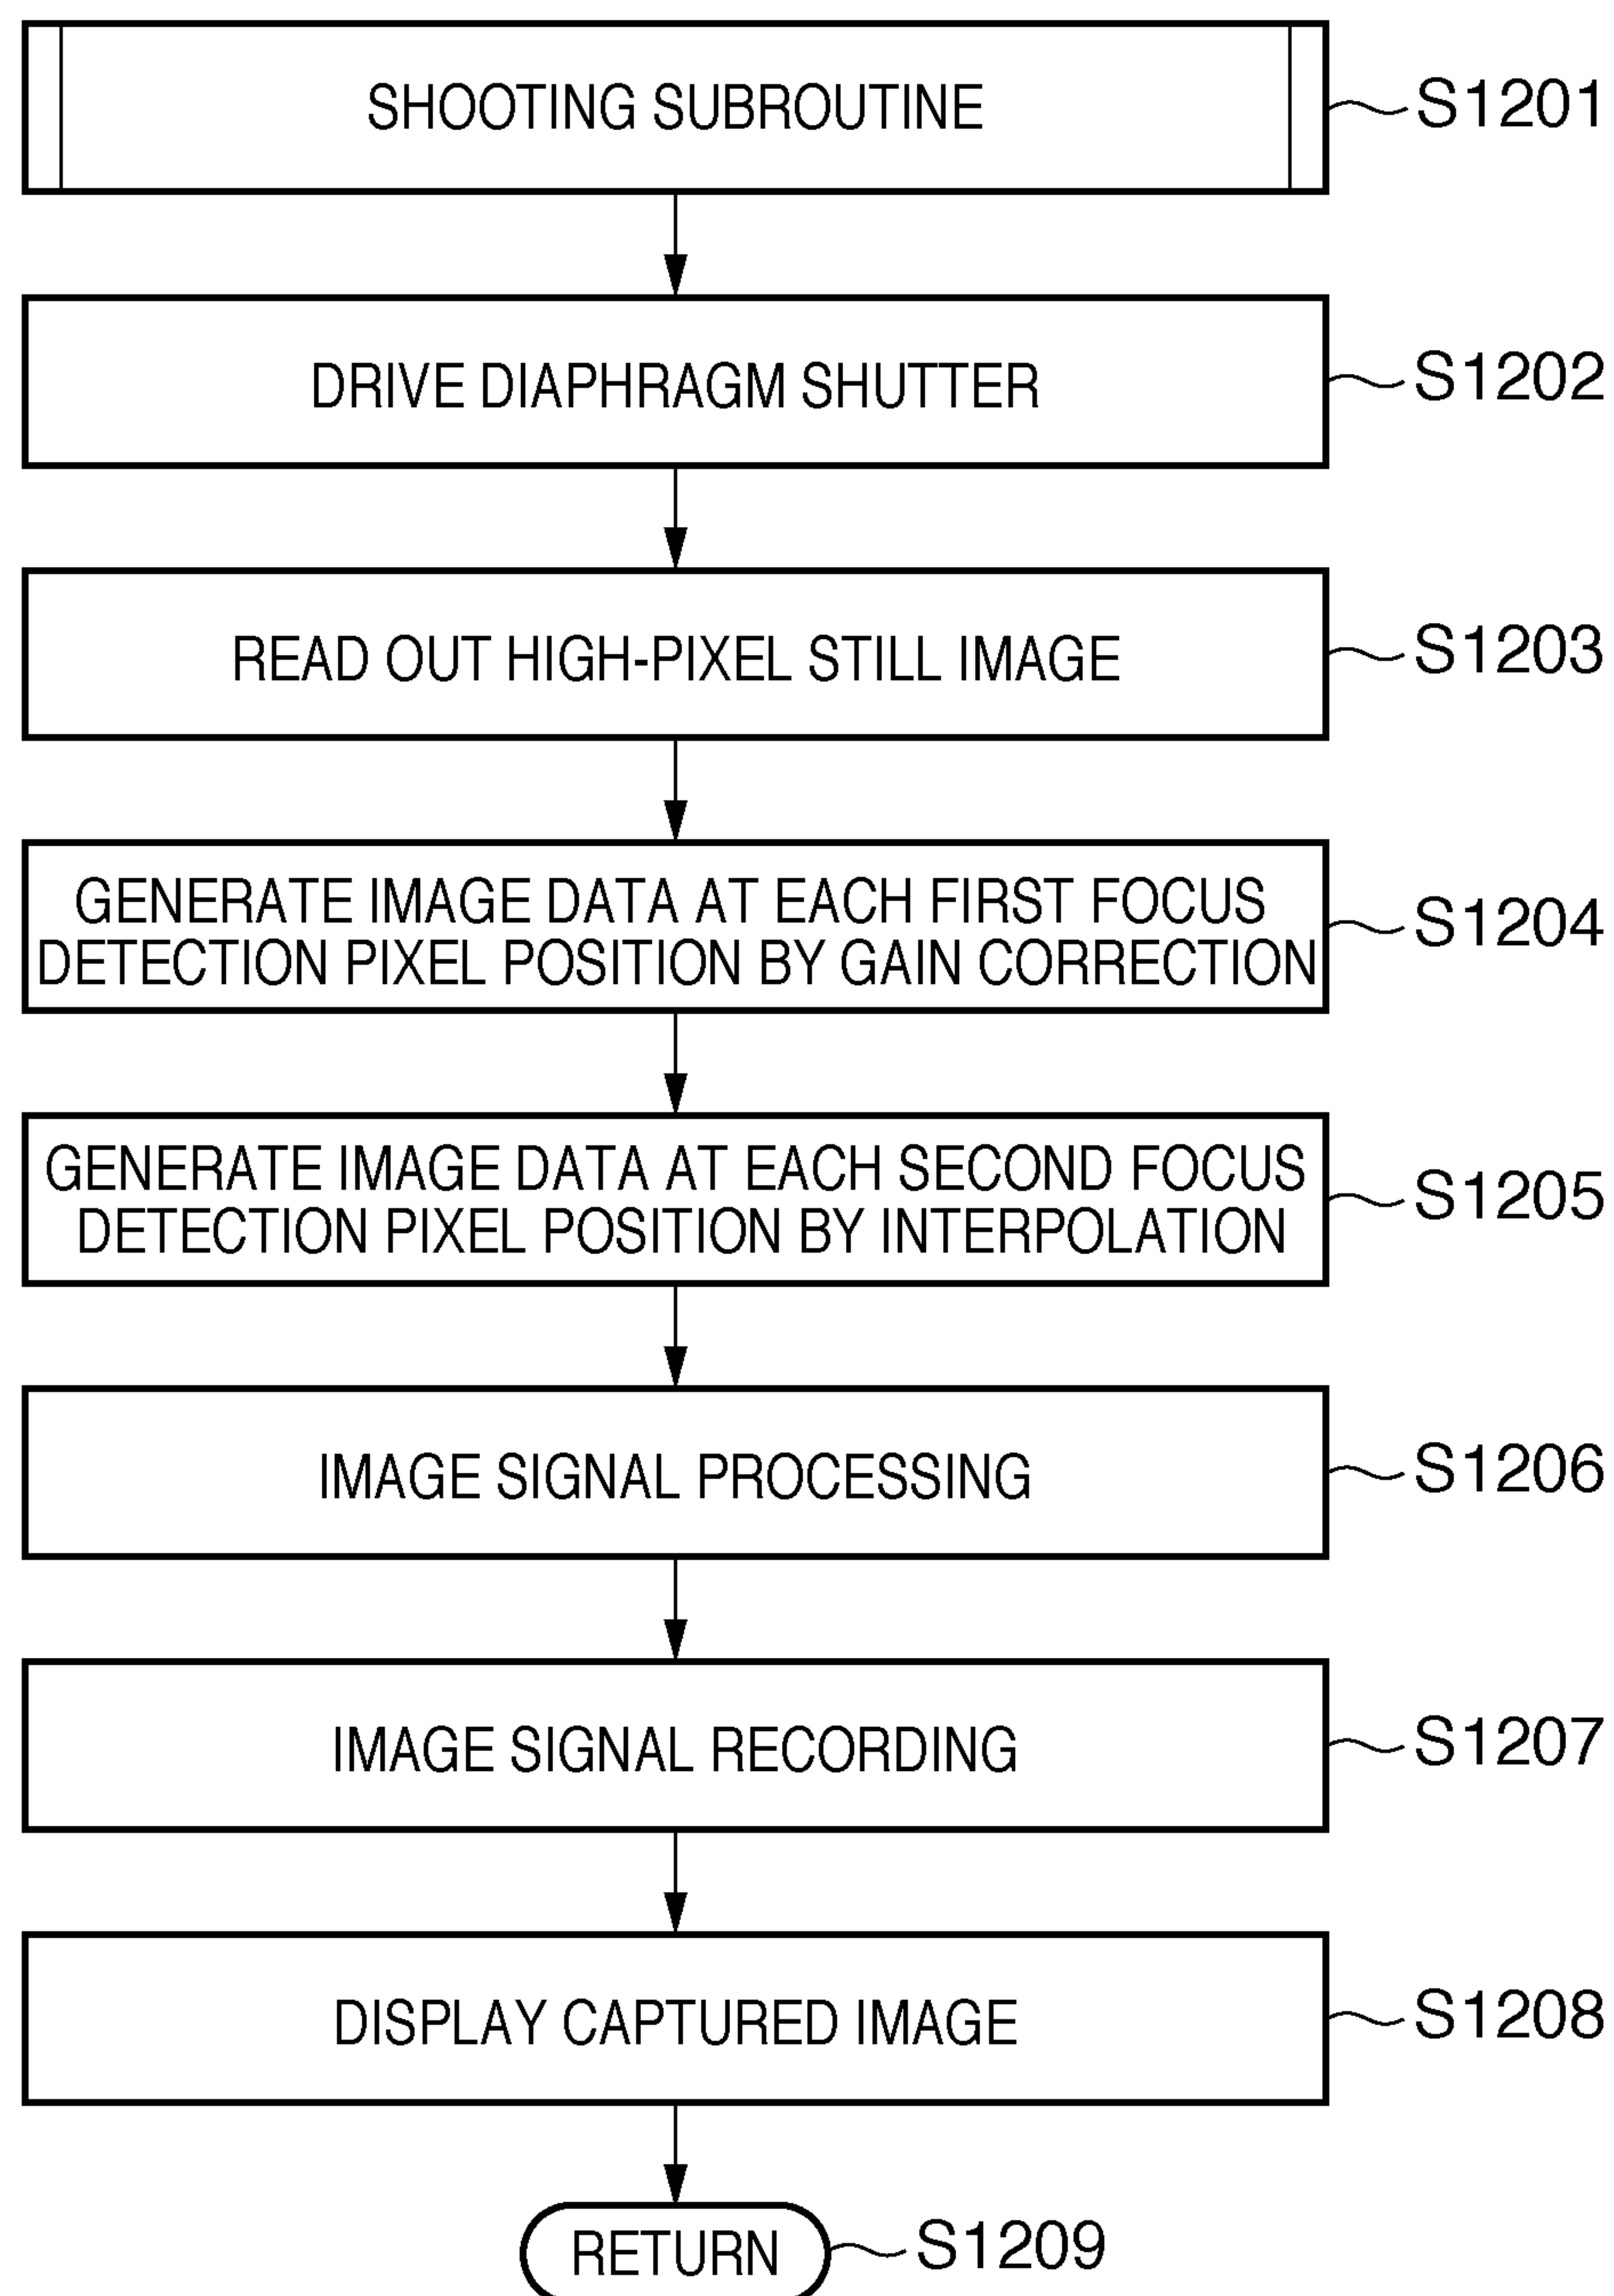 SHOOTING SUBROUTINE S1201
DRIVE DIAPHRAGM SHUTTER S1202
READ OUT HIGH-PIXEL STILL IMAGE S1203
GENERATE IMAGE DATA AT EACH FIRST FOCUS
DETECTION PIXEL POSITION BY GAIN CORRECTION
S1204
GENERATE IMAGE DATA AT EACH SECOND FOCUS
DETECTION PIXEL POSITION BY INTERPOLATION
S1205
IMAGE SIGNAL PROCESSING S1206
IMAGE SIGNAL RECORDING S1207
DISPLAY CAPTURED IMAGE S1208
RETURN S1209